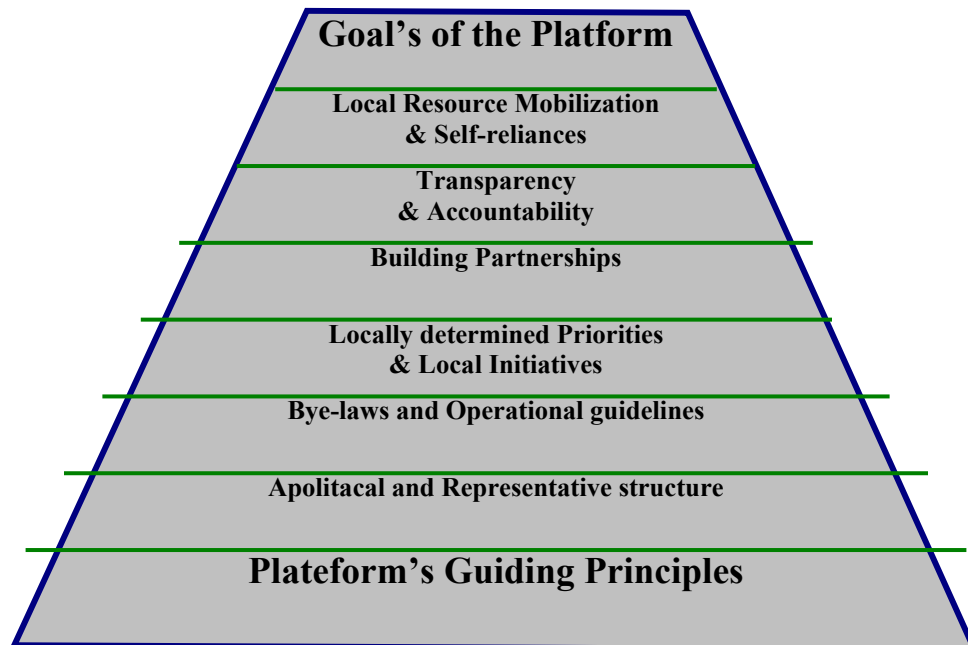 Goal’s of the Platform
Local Resource Mobilization
& Self-reliances
Transparency
& Accountability
Building Partnerships
Locally determined Priorities
& Local Initiatives
Bye-laws and Operational guidelines
Apolitacal and Representative structure
Plateform’s Guiding Principles